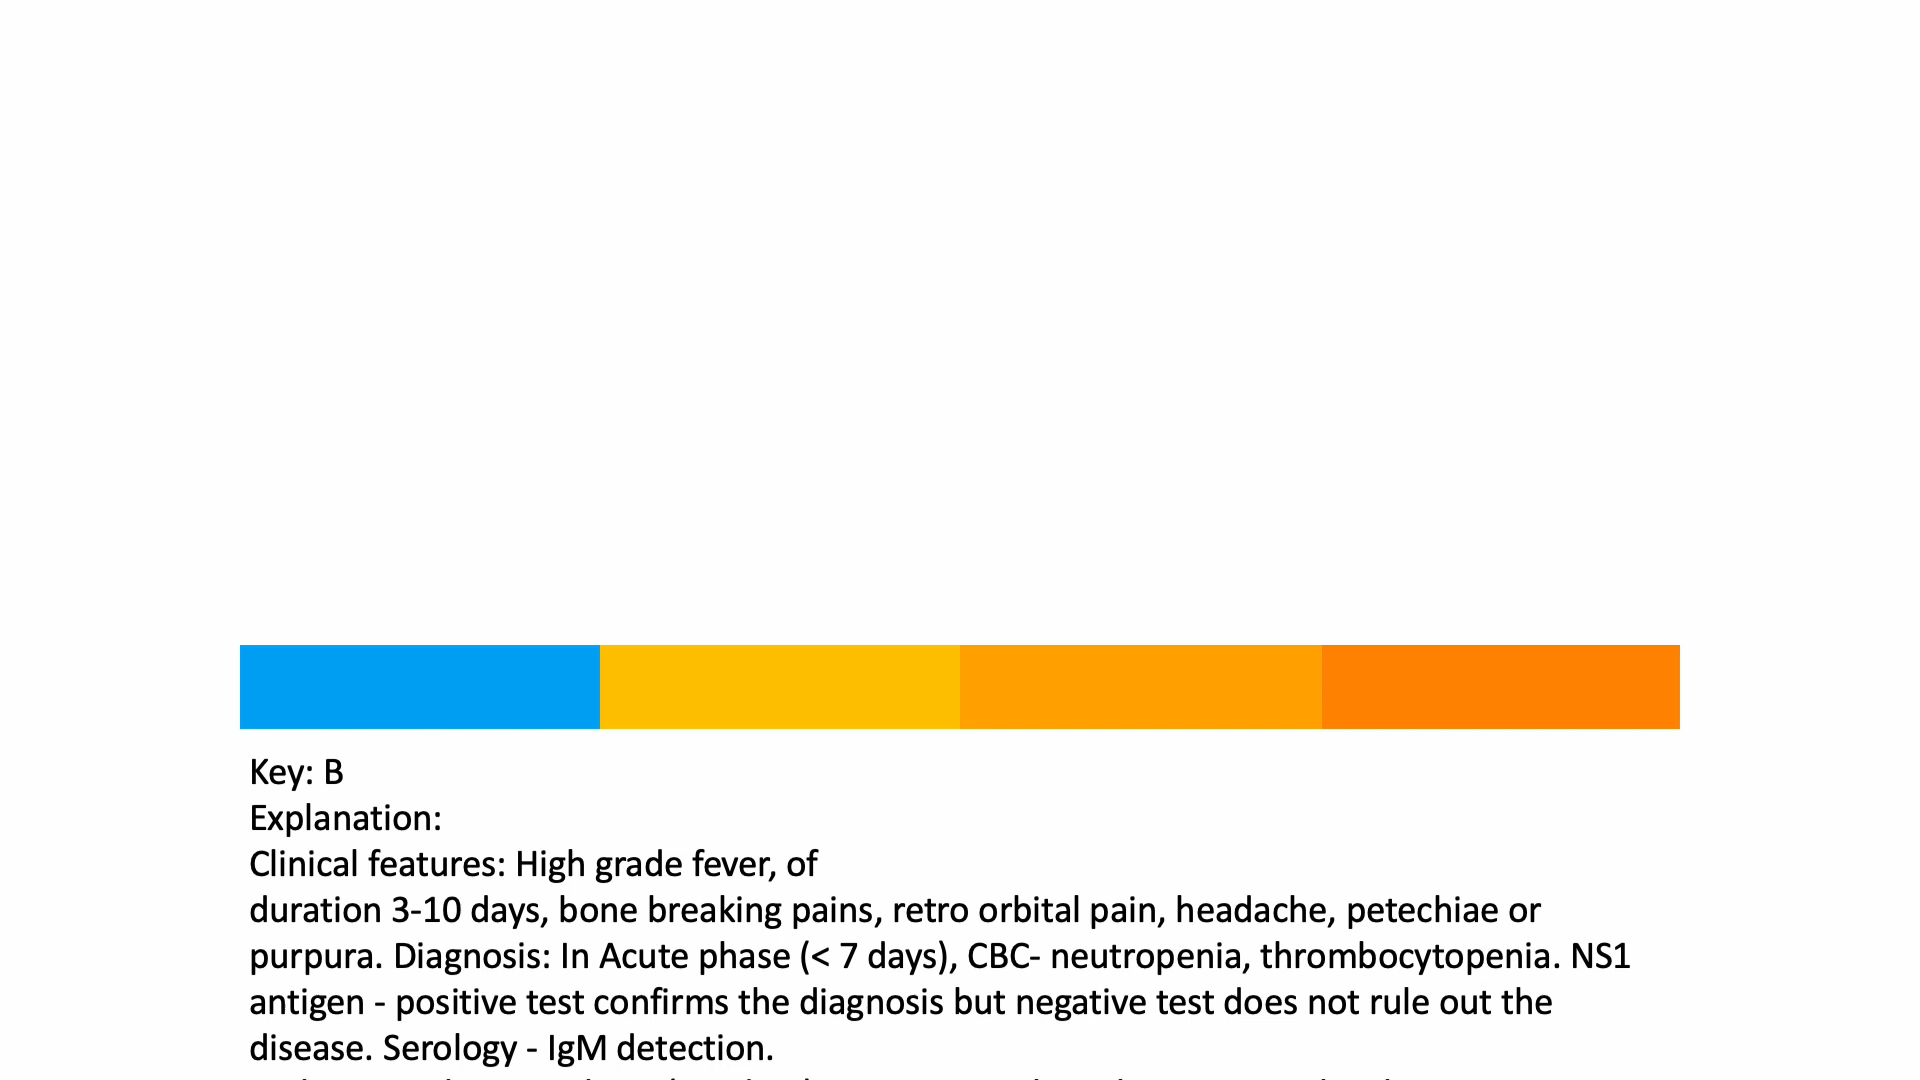 Key: B
Explanation:
Clinical features: High grade fever, of
duration 3-10 days, bone breaking pains, retro orbital pain, headache, petechiae or
purpura. Diagnosis: In Acute phase (< 7 days), CBC- neutropenia, thrombocytopenia. NS1
antigen - positive test confirms the diagnosis but negative test does not rule out the
disease. Serology - IgM detection.